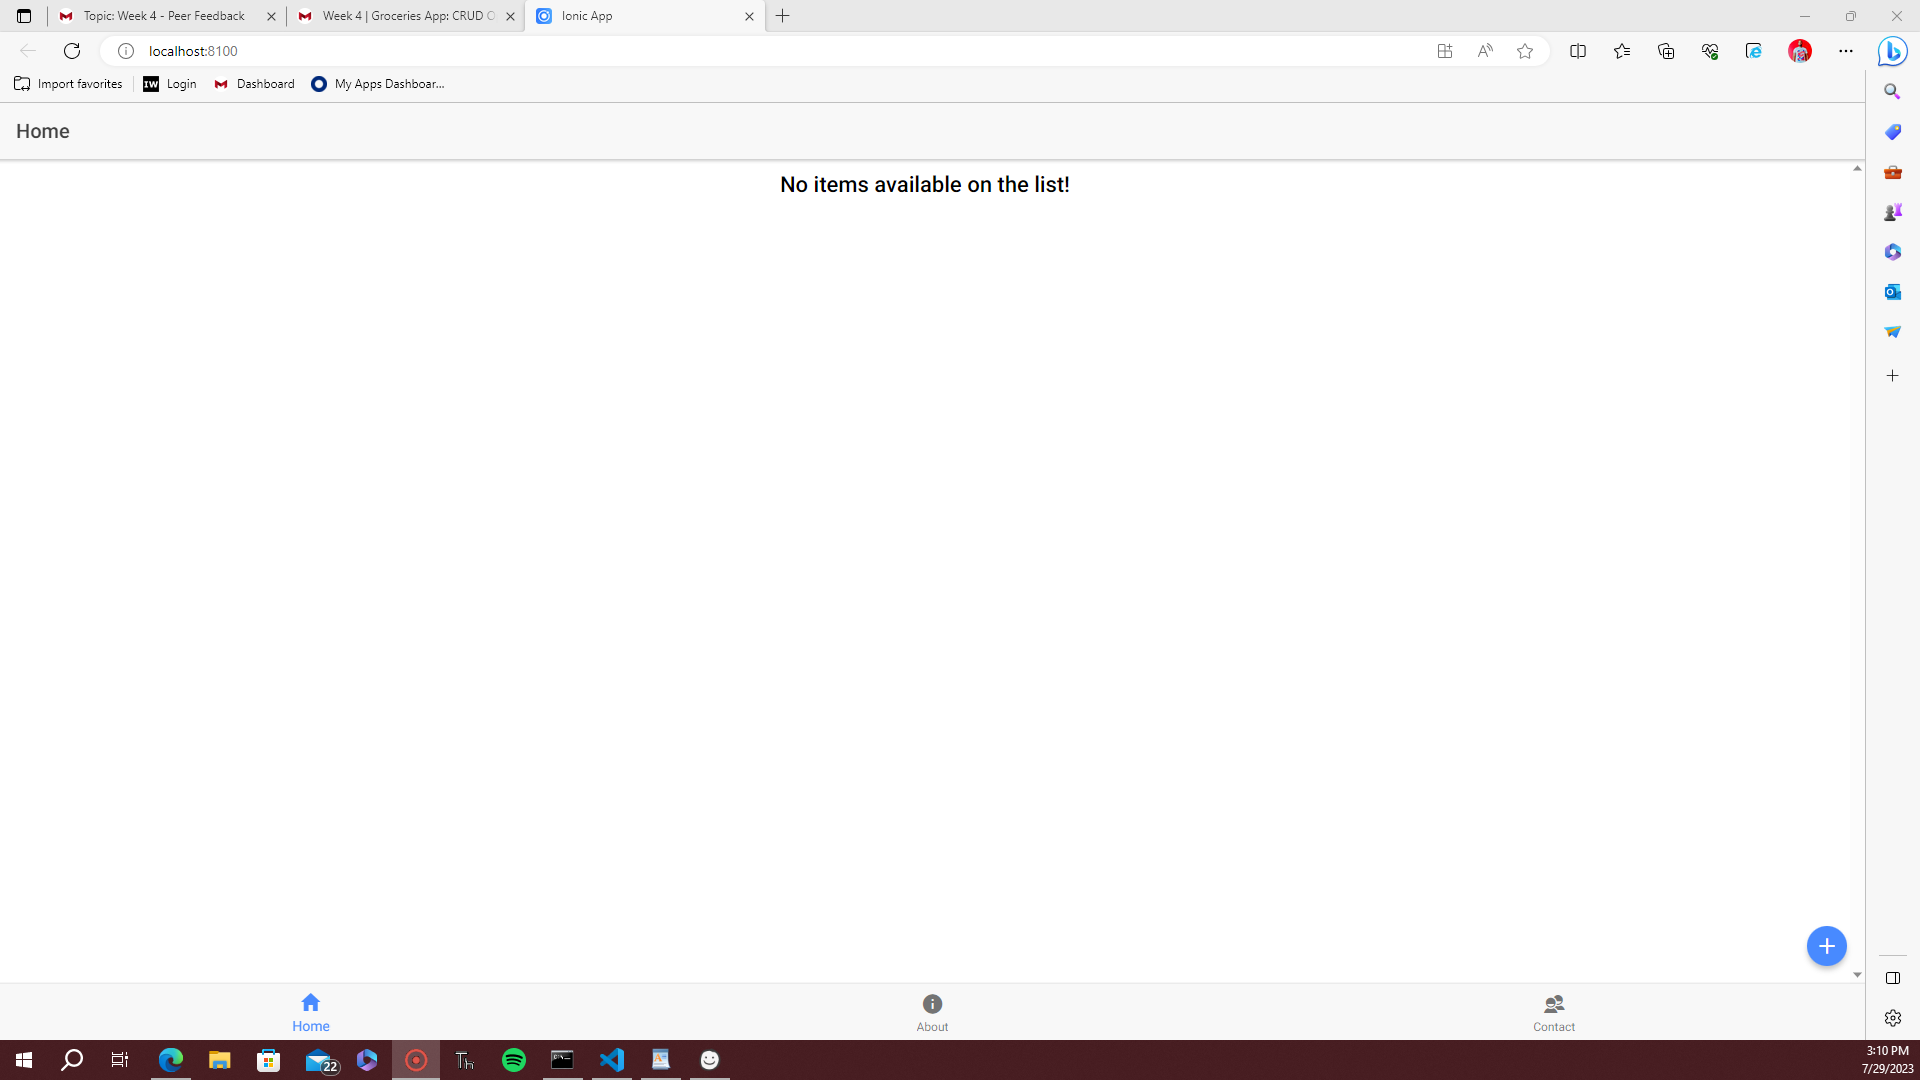 Topic: Week 4 - Peer Feedback
Week 4 | Groceries App: CRUD O
Ionic App
localhost:8100
Import favorites
IW Login
Dashboard
My Apps Dashboar...
Home
No items available on the list!
Home
About
Contact
22
3:10 PM
7/29/2023